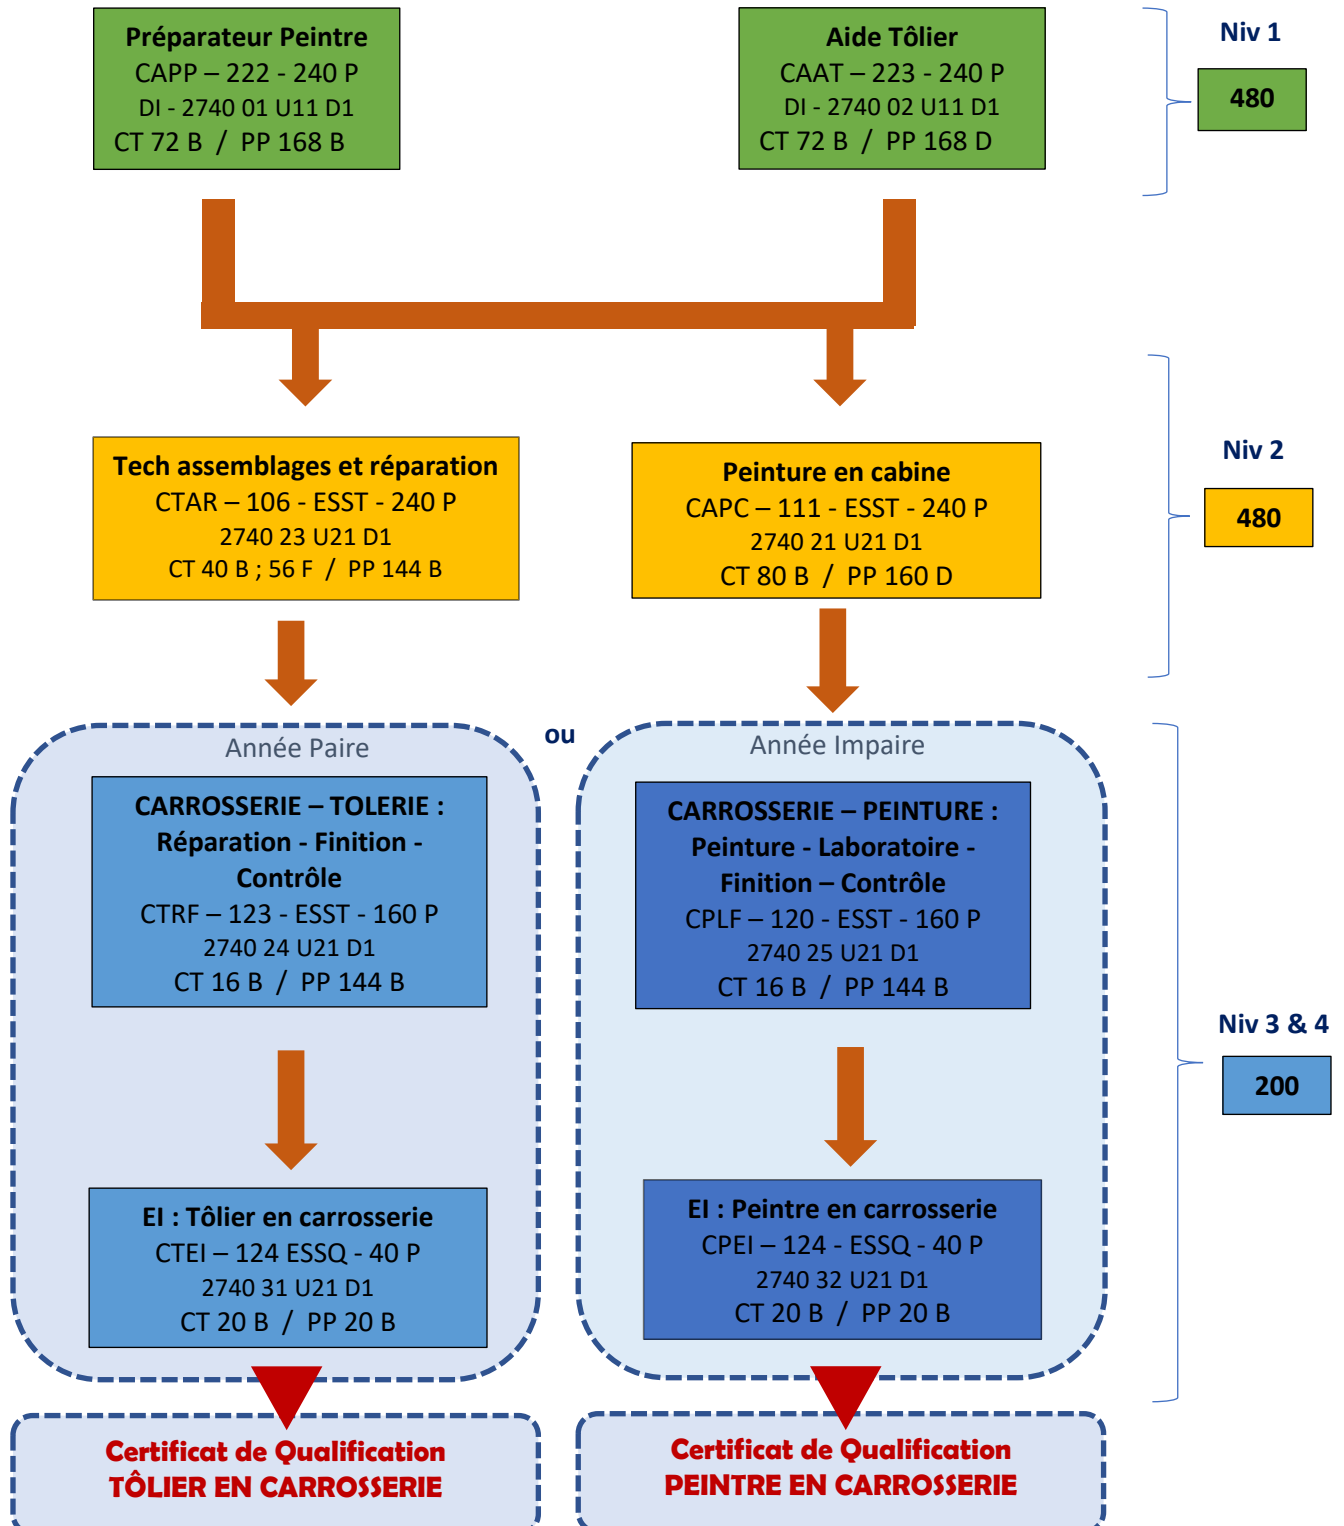 Préparateur Peintre
CAPP – 222 - 240 P
DI - 2740 01 U11 D1
CT 72 B / PP 168 B
Aide Tôlier
CAAT – 223 - 240 P
DI - 2740 02 U11 D1
CT 72 B / PP 168 D
Niv 1
480
Tech assemblages et réparation
CTAR – 106 - ESST - 240 P
2740 23 U21 D1
CT 40 B ; 56 F / PP 144 B
Peinture en cabine
CAPC – 111 - ESST - 240 P
2740 21 U21 D1
CT 80 B / PP 160 D
Niv 2
480
Année Paire
ou
Année Impaire
CARROSSERIE – TOLERIE :
Réparation - Finition -
Contrôle
CTRF – 123 - ESST - 160 P
2740 24 U21 D1
CT 16 B / PP 144 B
CARROSSERIE – PEINTURE :
Peinture - Laboratoire -
Finition – Contrôle
CPLF – 120 - ESST - 160 P
2740 25 U21 D1
CT 16 B / PP 144 B
Niv 3 & 4
200
EI : Tôlier en carrosserie
CTEI – 124 ESSQ - 40 P
2740 31 U21 D1
CT 20 B / PP 20 B
EI : Peintre en carrosserie
CPEI – 124 - ESSQ - 40 P
2740 32 U21 D1
CT 20 B / PP 20 B
Certificat de Qualification
TÔLIER EN CARROSSERIE
Certificat de Qualification
PEINTRE EN CARROSSERIE